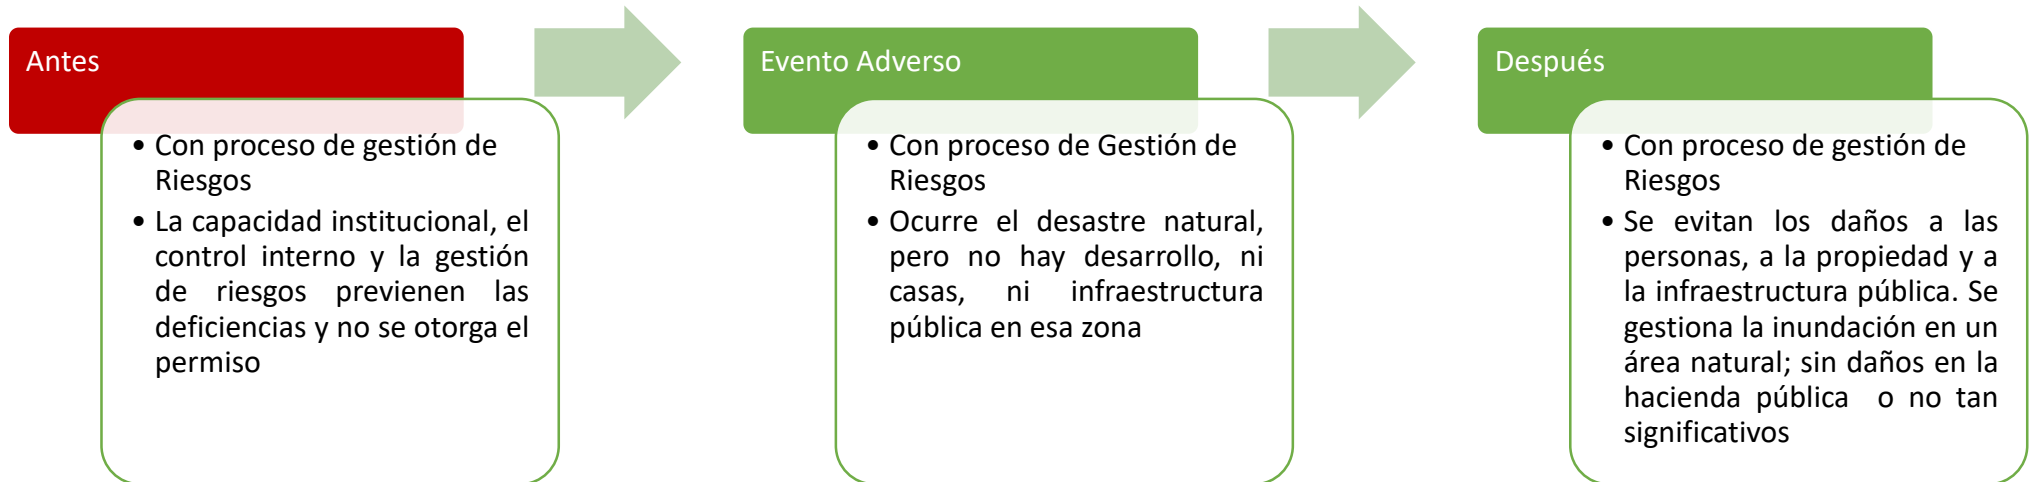 Antes
• Con proceso de gestión de
Riesgos
• La capacidad institucional, el
control interno y la gestión
de riesgos previenen las
deficiencias y no se otorga el
permiso
Evento Adverso
• Con proceso de Gestión de
Riesgos
• Ocurre el desastre natural,
pero no hay desarrollo, ni
casas, ni infraestructura
pública en esa zona
Después
• Con proceso de gestión de
Riesgos
• Se evitan los daños a las
personas, a la propiedad y a
la infraestructura pública. Se
gestiona la inundación en un
área natural; sin daños en la
hacienda pública o no tan
significativos